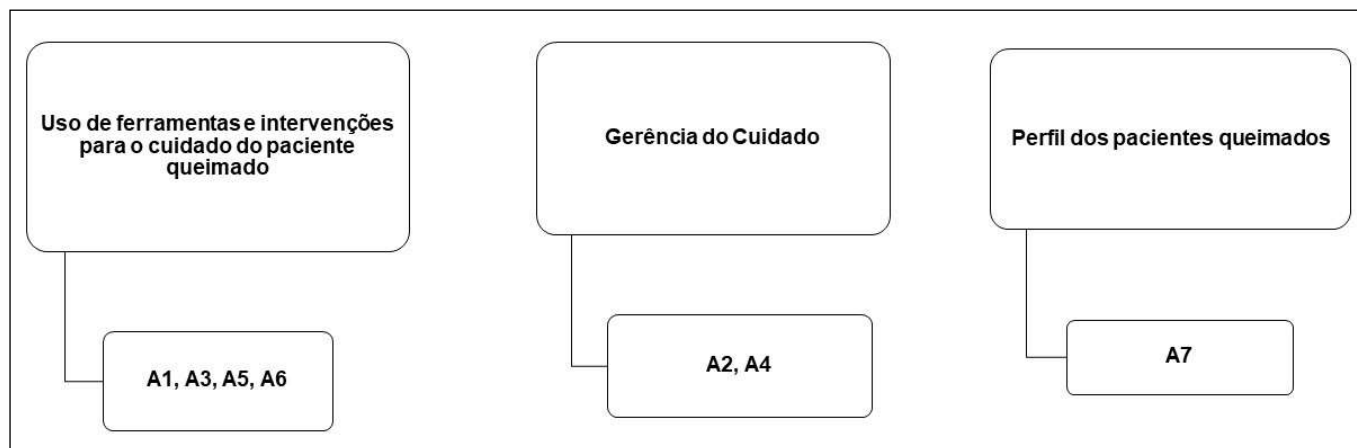 Uso de ferramentas e intervenções
para o cuidado do paciente
queimado
Gerência do Cuidado
Perfil dos pacientes queimados
A1, A3, A5, A6
A2, A4
A7